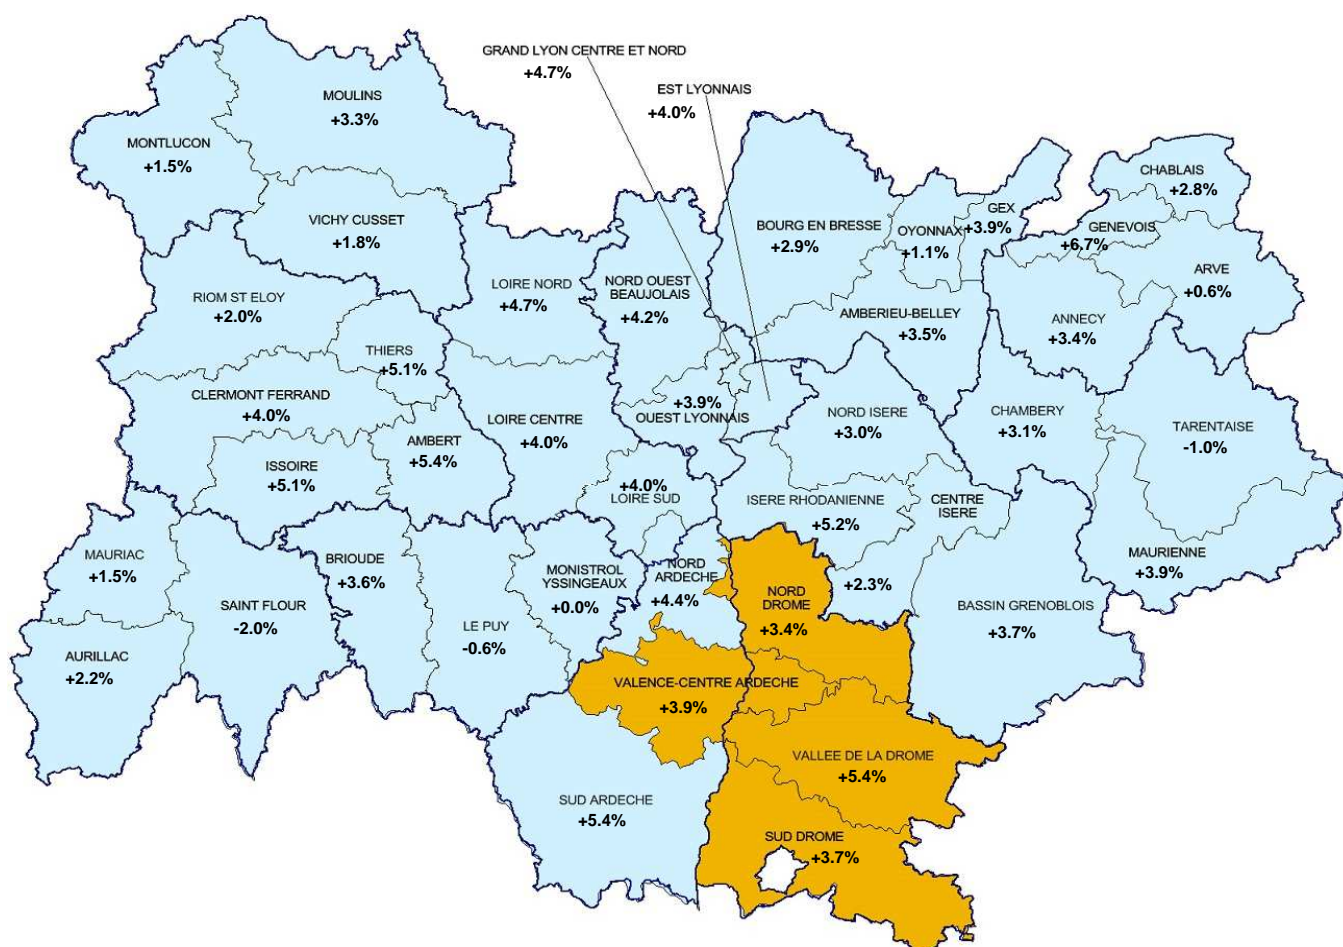 GRAND LYON CENTRE ET NORD
+4.7%
EST LYONNAIS
+4.0%
MOULINS
+3.3%
MONTLUCON
+1.5%
VICHY CUSSET
+1.8%
CHABLAIS
+2.8%
GEX
+3.9%
GENEVOIS
+6.7%
BOURG EN BRESSE
+2.9%
OYONNAX
+1.1%
ARVE
+0.6%
RIOM ST ELOY
+2.0%
LOIRE NORD
+4.7%
NORD OUEST
BEAUJOLAIS
+4.2%
AMBERIEU-BELLEY
+3.5%
ANNECY
+3.4%
THIERS
+5.1%
CLERMONT FERRAND
+4.0%
+3.9%
OUEST LYONNAIS
LOIRE CENTRE
+4.0%
NORD ISERE
+3.0%
CHAMBERY
+3.1%
TARENTAISE
-1.0%
AMBERT
+5.4%
ISSOIRE
+5.1%
+4.0%
LOIRE SUD
ISERE RHODANIENNE
+5.2%
CENTRE
ISERE
+2.3%
MAURIAC
+1.5%
BRIOUDE
+3.6%
MONISTROL
YSSINGEAUX
+0.0%
NORD
ARDECHE
+4.4%
MAURIENNE
+3.9%
NORD
DROME
+3.4%
SAINT FLOUR
-2.0%
BASSIN GRENOBLOIS
+3.7%
LE PUY
-0.6%
AURILLAC
+2.2%
VALENCE-CENTRE ARDECHE
+3.9%
VALLEE DE LA DROME
+5.4%
SUD ARDECHE
+5.4%
SUD DROME
+3.7%